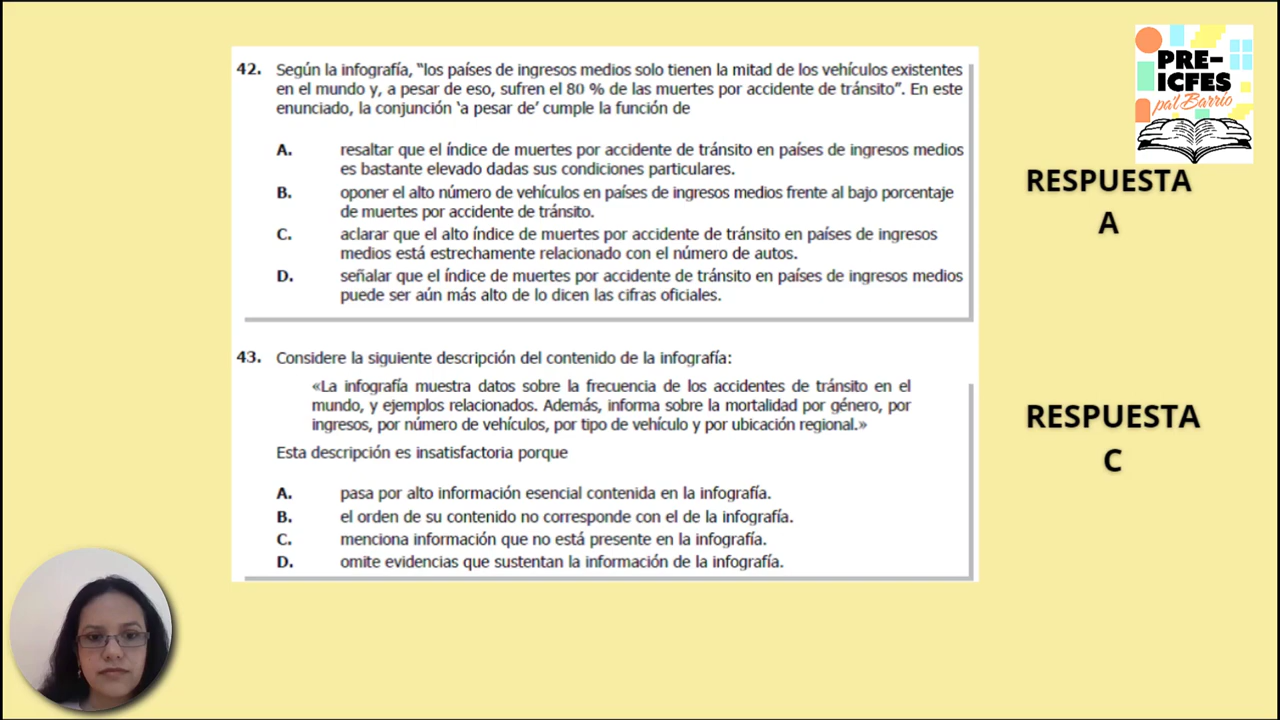 42. Según la infografía, “los países de ingresos medios solo tienen la mitad de los vehículos existentes
en el mundo y, a pesar de eso, sufren el 80 % de las muertes por accidente de tránsito”. En este
enunciado, la conjunción ‘a pesar de’ cumple la función de
A. resaltar que el índice de muertes por accidente de tránsito en países de ingresos medios
es bastante elevado dadas sus condiciones particulares.
B. oponer el alto número de vehículos en países de ingresos medios frente al bajo porcentaje
de muertes por accidente de tránsito.
C. aclarar que el alto índice de muertes por accidente de tránsito en países de ingresos
medios está estrechamente relacionado con el número de autos.
D. señalar que el índice de muertes por accidente de tránsito en países de ingresos medios
puede ser aún más alto de lo dicen las cifras oficiales.
43. Considere la siguiente descripción del contenido de la infografía:
«La infografía muestra datos sobre la frecuencia de los accidentes de tránsito en el
mundo, y ejemplos relacionados. Además, informa sobre la mortalidad por género, por
ingresos, por número de vehículos, por tipo de vehículo y por ubicación regional.»
Esta descripción es insatisfactoria porque
A. pasa por alto información esencial contenida en la infografía.
B. el orden de su contenido no corresponde con el de la infografía.
C. menciona información que no está presente en la infografía.
D. omite evidencias que sustentan la información de la infografía.
PRE-
ICFES
pa'l Barrio
RESPUESTA
A
RESPUESTA
C